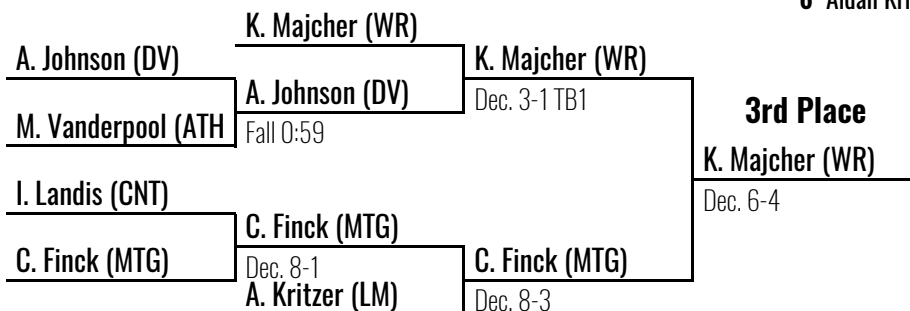 6 Aidan
K. Majcher (WR)
A. Johnson (DV)
K. Majcher (WR)
A. Johnson (DV)
Dec. 3-1 TB1
3rd Place
M. Vanderpool (ATH
Fall 0:59
K. Majcher (WR)
I. Landis (CNT)
Dec. 6-4
C. Finck (MTG)
C. Finck (MTG)
Dec. 8-1
C. Finck (MTG)
A. Kritzer (LM)
Dec. 8-3